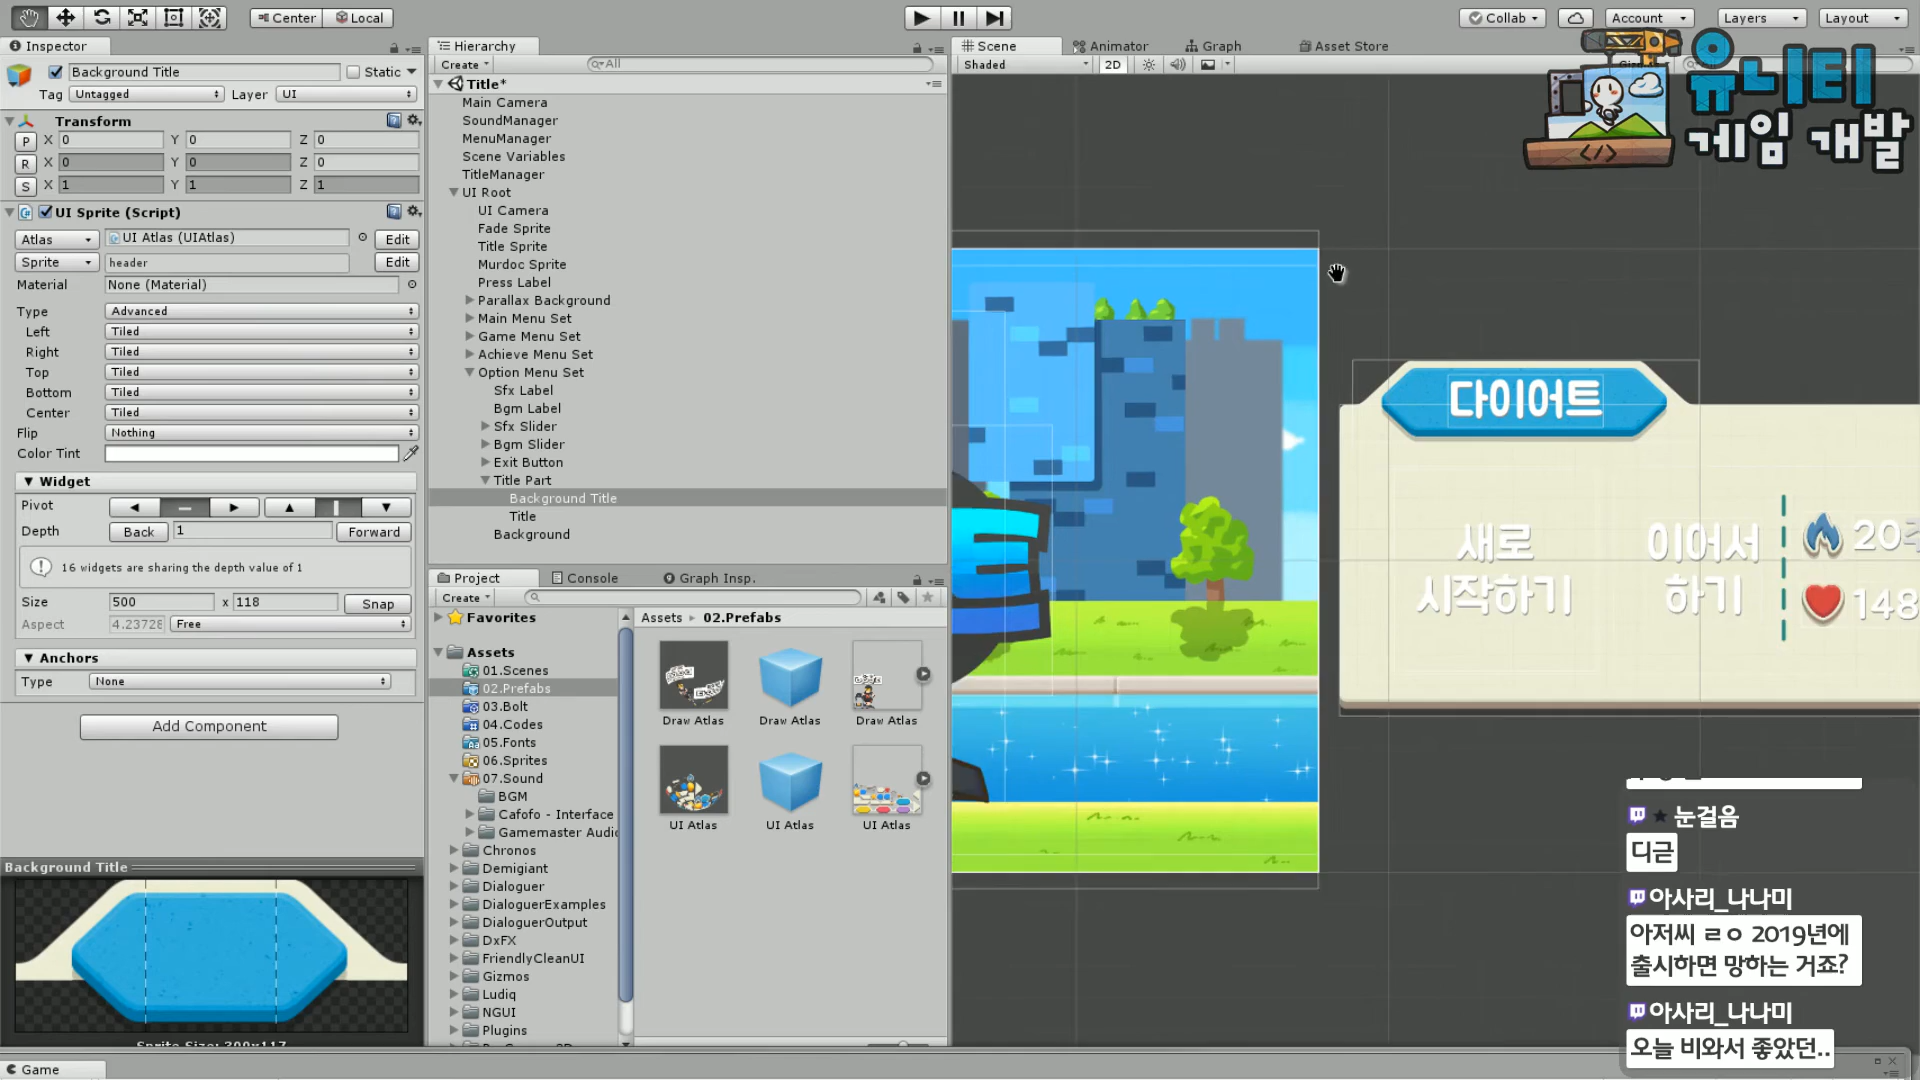 Center
Local
Collab
Account
Layers
Layout
Inspector
Background Title
Static
Tag
Untagged
Layer
UI
Transform
P X 0 Y 0 Z 0
R X 0 Y 0 Z 0
S X 1 Y 1 Z 1
UI Sprite (Script)
Atlas
UI Atlas (UIAtlas)
Edit
Sprite
header
Edit
Material
None (Material)
Type
Advanced
Left
Tiled
Right
Tiled
Top
Tiled
Bottom
Tiled
Center
Tiled
Flip
Nothing
Color Tint
Widget
Pivot
Depth
Back
1
Forward
16 widgets are sharing the depth value of 1
Size
500
x
118
Snap
Aspect
4.23728
Free
Anchors
Type
None
Add Component
Background Title
Game
Hierarchy
Create
All
Title*
Main Camera
SoundManager
MenuManager
Scene Variables
TitleManager
UI Root
UI Camera
Fade Sprite
Title Sprite
Murdoc Sprite
Press Label
Parallax Background
Main Menu Set
Game Menu Set
Achieve Menu Set
Option Menu Set
Sfx Label
Bgm Label
Sfx Slider
Bgm Slider
Exit Button
Title Part
Background Title
Title
Background
Project
Console
Graph Insp.
Create
Favorites
Assets
01.Scenes
02.Prefabs
03.Bolt
04.Codes
05.Fonts
06.Sprites
07.Sound
BGM
Cafofo - Interface
Gamemaster Audio
Chronos
Demigiant
Dialoguer
DialoguerExamples
DialoguerOutput
DxFX
FriendlyCleanUI
Gizmos
Ludiq
NGUI
Plugins
Assets
02.Prefabs
Draw Atlas
Draw Atlas
Draw Atlas
UI Atlas
UI Atlas
UI Atlas
Scene
Animator
Graph
Asset Store
Shaded
2D
유니티
게임 개발
</>
다이어트
새로
시작하기
이어서
하기
20
148
눈걸음
디귿
아사리_나나미
아저씨 ㄹㅇ 2019년에
출시하면 망하는 거죠?
아사리_나나미
오늘 비와서 좋았던..